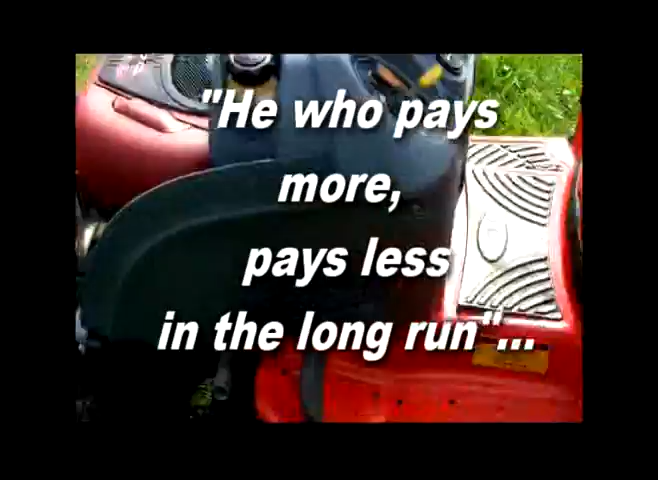 "He who pays
more,
pays less
in the long run"...